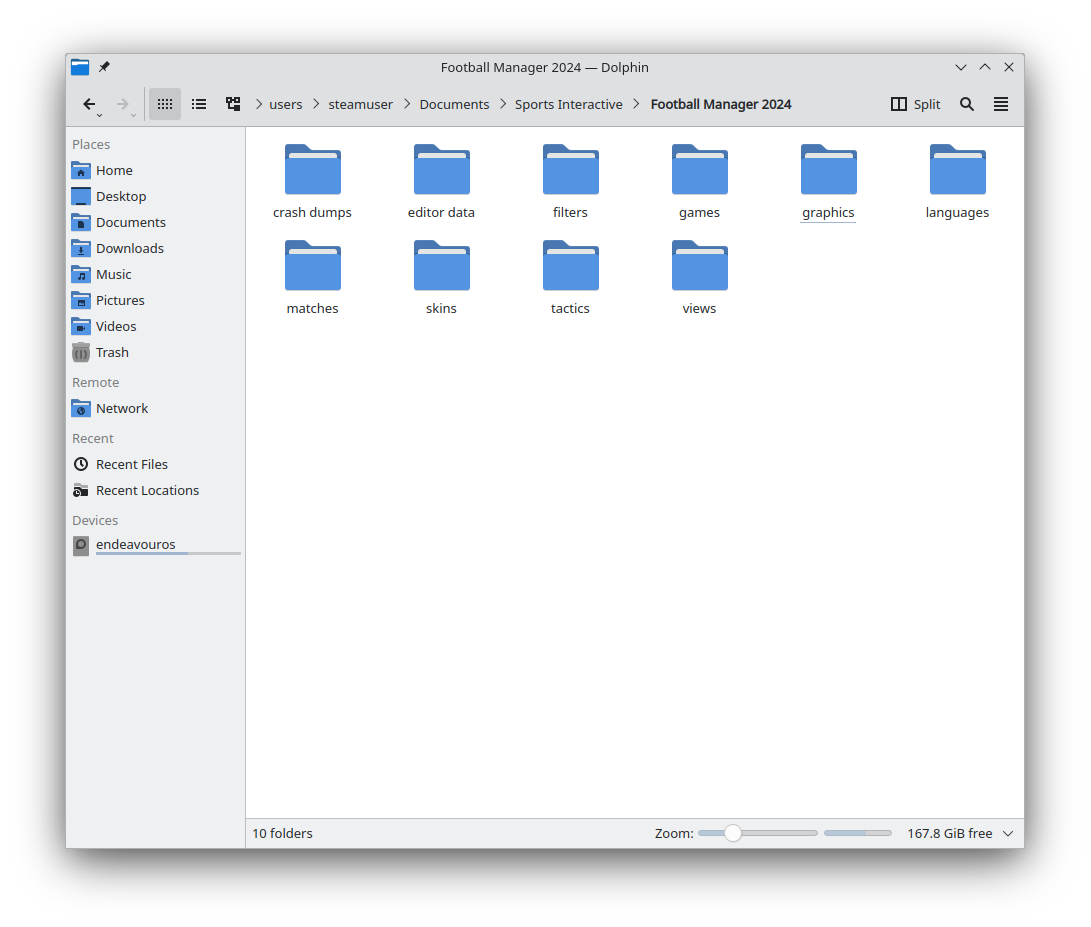 Football Manager 2024 — Dolphin
users
steamuser
Documents
Sports Interactive
Football Manager 2024
Split
Places
Home
Desktop
Documents
Downloads
Music
Pictures
Videos
Trash
Remote
Network
Recent
Recent Files
Recent Locations
Devices
endeavouros
crash dumps
editor data
filters
games
graphics
languages
matches
skins
tactics
views
10 folders
Zoom:
167.8 GiB free